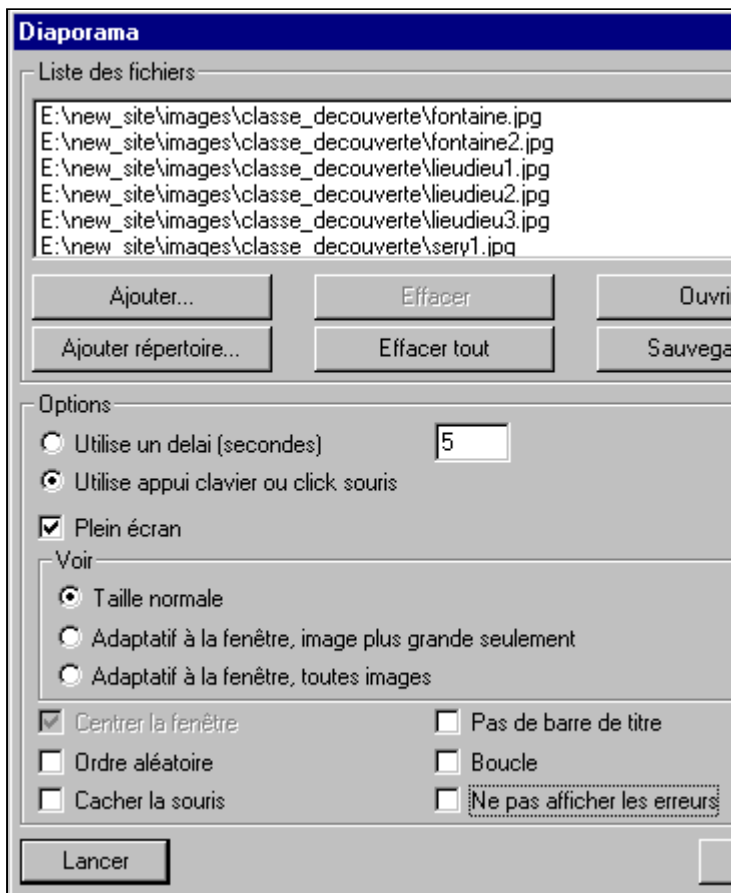 Diaporama
Liste des fichiers
E:\new_site\images\classe_decouverte\fontaine.jpg
E:\new_site\images\classe_decouverte\fontaine2.jpg
E:\new_site\images\classe_decouverte\lieudieu1.jpg
E:\new_site\images\classe_decouverte\lieudieu2.jpg
E:\new_site\images\classe_decouverte\lieudieu3.jpg
E:\new_site\images\classe_decouverte\sery1.jpg
Ajouter... Effacer Ouvri
Ajouter répertoire... Effacer tout Sauvega
Options
Utilise un delai (secondes) 5
Utilise appui clavier ou click souris
Plein écran
Voir
Taille normale
Adaptatif à la fenêtre, image plus grande seulement
Adaptatif à la fenêtre, toutes images
Centrer la fenêtre Pas de barre de titre
Ordre aléatoire Boucle
Cacher la souris Ne pas afficher les erreurs
Lancer